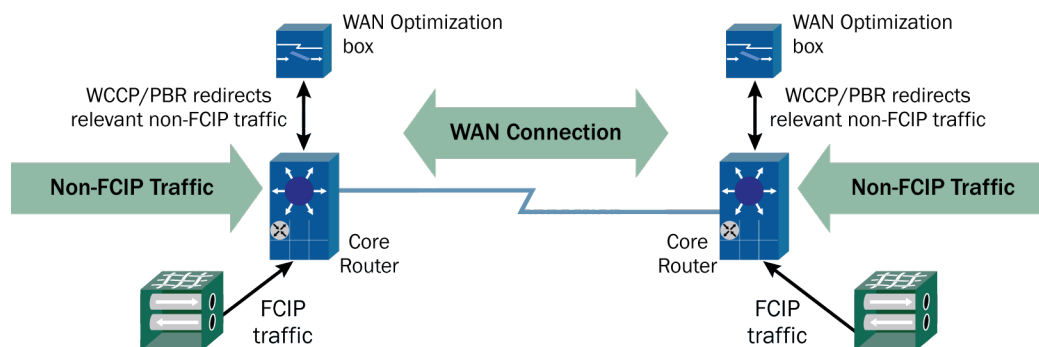 WAN Optimization
box
WAN Optimization
box
WCCP/PBR redirects
relevant non-FCIP traffic
WAN Connection
WCCP/PBR redirects
relevant non-FCIP traffic
Non-FCIP Traffic
Non-FCIP Traffic
Core
Router
Core
Router
FCIP
traffic
FCIP
traffic